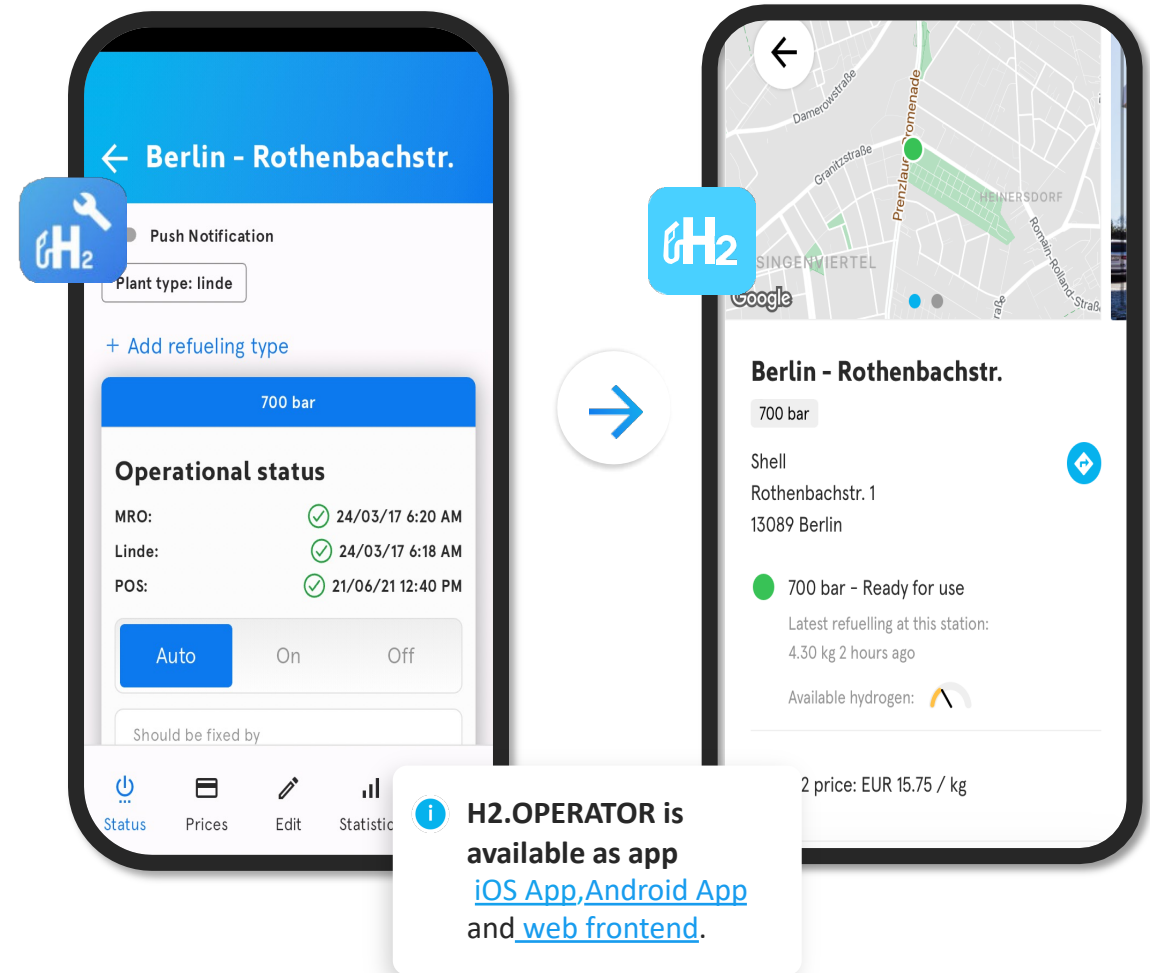 Berlin - Rothenbachstr.
H2
Push Notification
Plant type: linde
+ Add refueling type
700 bar
Operational status
MRO: 24/03/17 6:20 AM
Linde: 24/03/17 6:18 AM
POS: 21/06/21 12:40 PM
Auto On Off
Should be fixed by
Status Prices Edit Statistic
Damerowstraße
Prenzlauer Promenade
Granitzstraße
HEINERSDORF
Romain-Rolland-Straß
SINGENVIERTEL
raße
Google
H2
Berlin - Rothenbachstr.
700 bar
Shell
Rothenbachstr. 1
13089 Berlin
700 bar - Ready for use
Latest refuelling at this station:
4.30 kg 2 hours ago
Available hydrogen:
2 price: EUR 15.75 / kg
i
H2.OPERATOR is
available as app
iOS App,Android App
and web frontend.